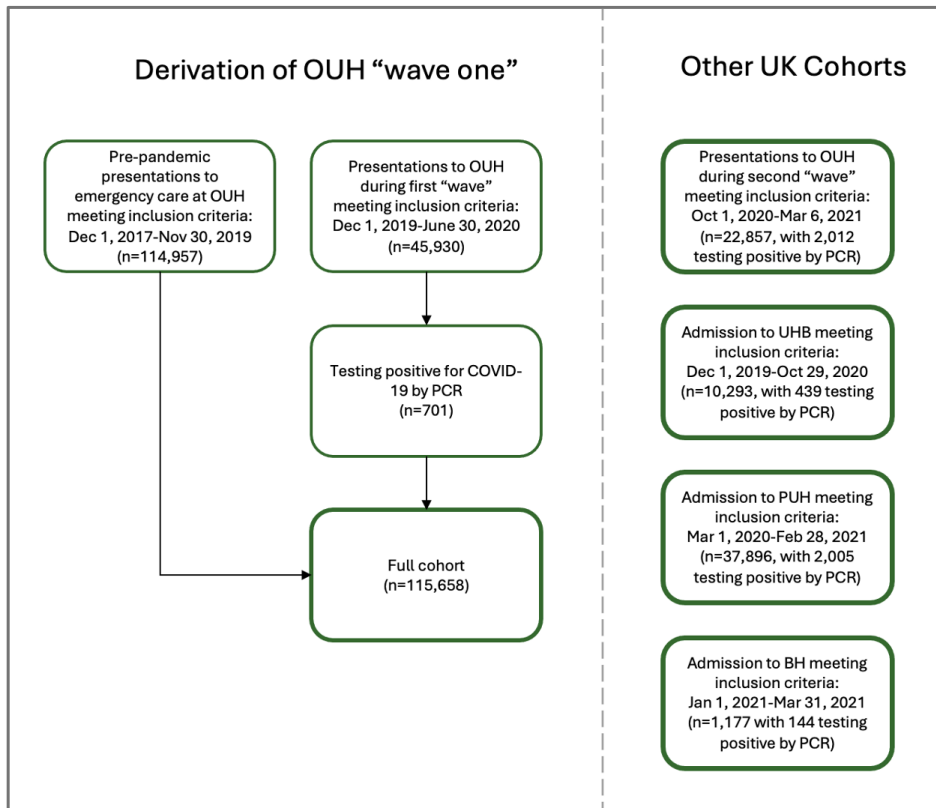 Derivation of OUH “wave one”
Pre-pandemic
presentations to
emergency care at OUH
meeting inclusion criteria:
Dec 1, 2017-Nov 30, 2019
(n=114,957)
Presentations to OUH
during first “wave”
meeting inclusion criteria:
Dec 1, 2019-June 30, 2020
(n=45,930)
Testing positive for COVID-
19 by PCR
(n=701)
Full cohort
(n=115,658)
Other UK Cohorts
Presentations to OUH
during second “wave”
meeting inclusion criteria:
Oct 1, 2020-Mar 6, 2021
(n=22,857, with 2,012
testing positive by PCR)
Admission to UHB meeting
inclusion criteria:
Dec 1, 2019-Oct 29, 2020
(n=10,293, with 439 testing
positive by PCR)
Admission to PUH meeting
inclusion criteria:
Mar 1, 2020-Feb 28, 2021
(n=37,896, with 2,005
testing positive by PCR)
Admission to BH meeting
inclusion criteria:
Jan 1, 2021-Mar 31, 2021
(n=1,177 with 144 testing
positive by PCR)